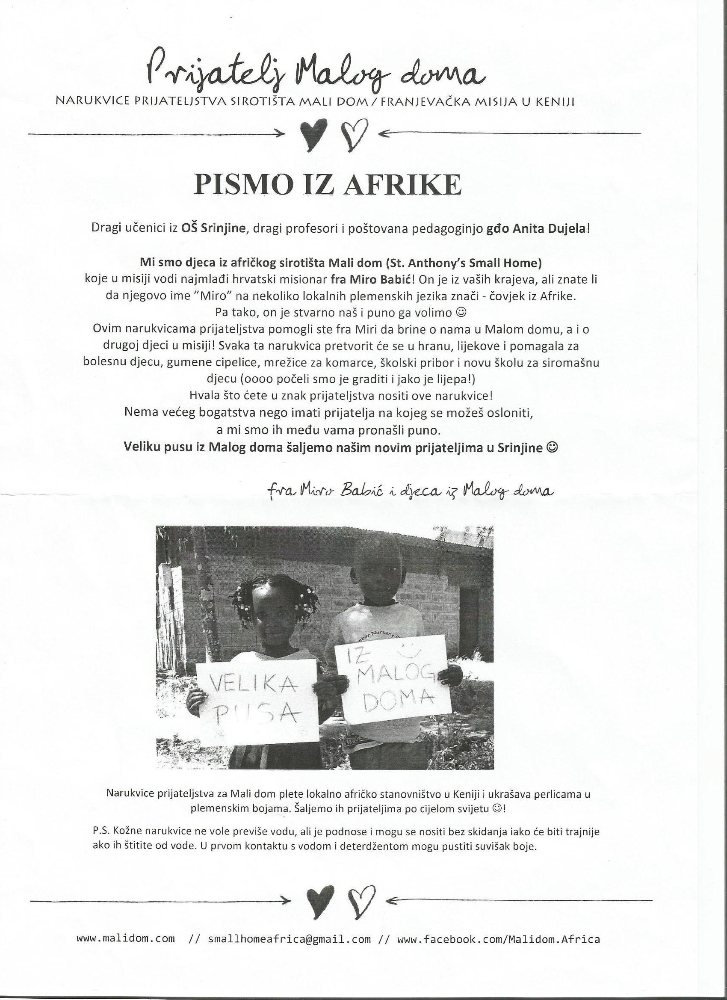 Prijatelj Malog doma
NARUKVICE PRIJATELJSTVA SIROTIŠTA MALI DOM / FRANJEVAČKA MISIJA U KENIJI
PISMO IZ AFRIKE
Dragi učenici iz OŠ Srinjine, dragi profesori i poštovana pedagoginjo gđo Anita Dujela!
Mi smo djeca iz afričkog sirotišta Mali dom (St. Anthony’s Small Home)
koje u misiji vodi najmlađi hrvatski misionar fra Miro Babić! On je iz vaših krajeva, ali znate li
da njegovo ime ”Miro” na nekoliko lokalnih plemenskih jezika znači - čovjek iz Afrike.
Pa tako, on je stvarno naš i puno ga volimo ☺
Ovim narukvicama prijateljstva pomogli ste fra Miri da brine o nama u Malom domu, a i o
drugoj djeci u misiji! Svaka ta narukvica pretvorit će se u hranu, lijekove i pomagala za
bolesnu djecu, gumene cipelice, mrežice za komarce, školski pribor i novu školu za siromašnu
djecu (oooo počeli smo je graditi i jako je lijepa!)
Hvala što ćete u znak prijateljstva nositi ove narukvice!
Nema većeg bogatstva nego imati prijatelja na kojeg se možeš osloniti,
a mi smo ih među vama pronašli puno.
Veliku pusu iz Malog doma šaljemo našim novim prijateljima u Srinjine ☺
fra Miro Babić i djeca iz Malog doma
Nursery
VELIKA
PUSA
IZ
MALOG
DOMA
Narukvice prijateljstva za Mali dom plete lokalno afričko stanovništvo u Keniji i ukrašava perlicama u
plemenskim bojama. Šaljemo ih prijateljima po cijelom svijetu ☺!
P.S. Kožne narukvice ne vole previše vodu, ali je podnose i mogu se nositi bez skidanja iako će biti trajnije
ako ih štitite od vode. U prvom kontaktu s vodom i deterdžentom mogu pustiti suvišak boje.
www.malidom.com // smallhomeafrica@gmail.com // www.facebook.com/Malidom.Africa